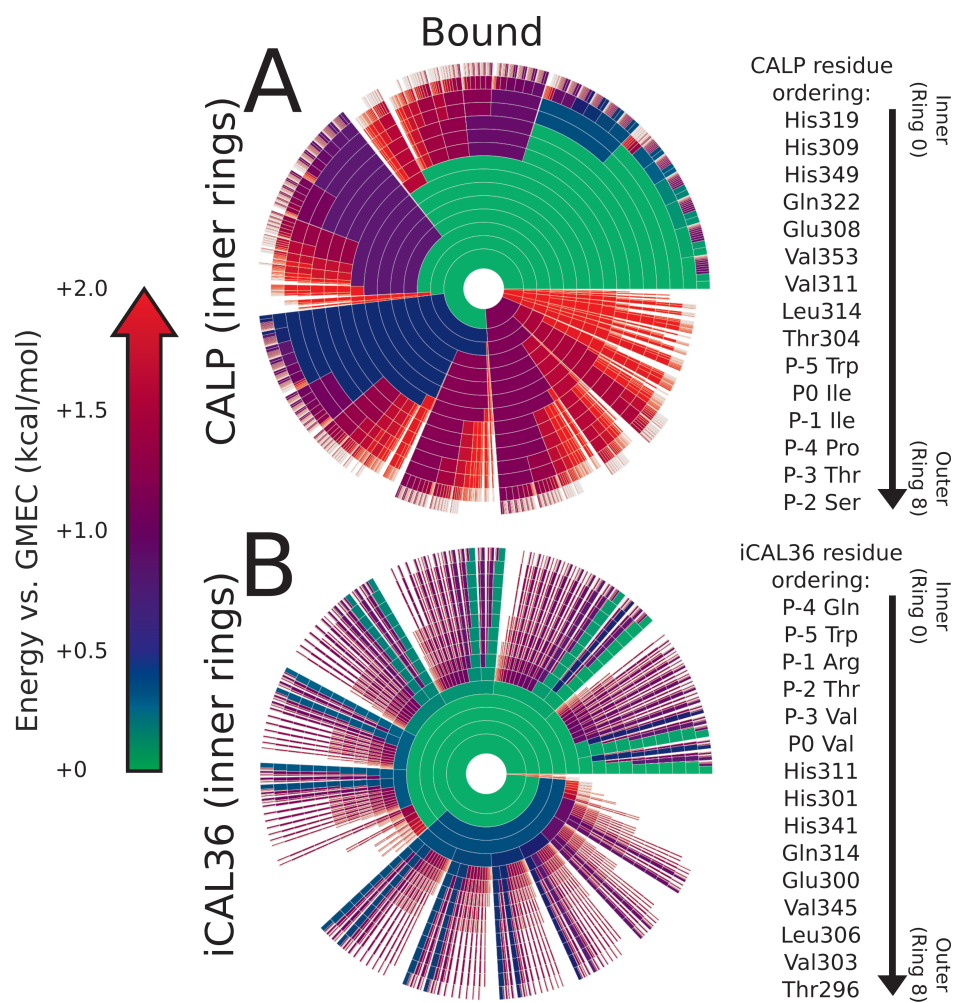 Bound
A
CALP (inner rings)
CALP residue
ordering:
His319
His309
His349
Gln322
Glu308
Val353
Val311
Leu314
Thr304
P-5 Trp
P0 Ile
P-1 Ile
P-4 Pro
P-3 Thr
P-2 Ser
Inner
(Ring 0)
Outer
(Ring 8)
Energy vs. GMEC (kcal/mol)
+2.0
+1.5
+1.0
+0.5
+0
B
iCAL36 (inner rings)
iCAL36 residue
ordering:
P-4 Gln
P-5 Trp
P-1 Arg
P-2 Thr
P-3 Val
P0 Val
His311
His301
His341
Gln314
Glu300
Val345
Leu306
Val303
Thr296
Inner
(Ring 0)
Outer
(Ring 8)